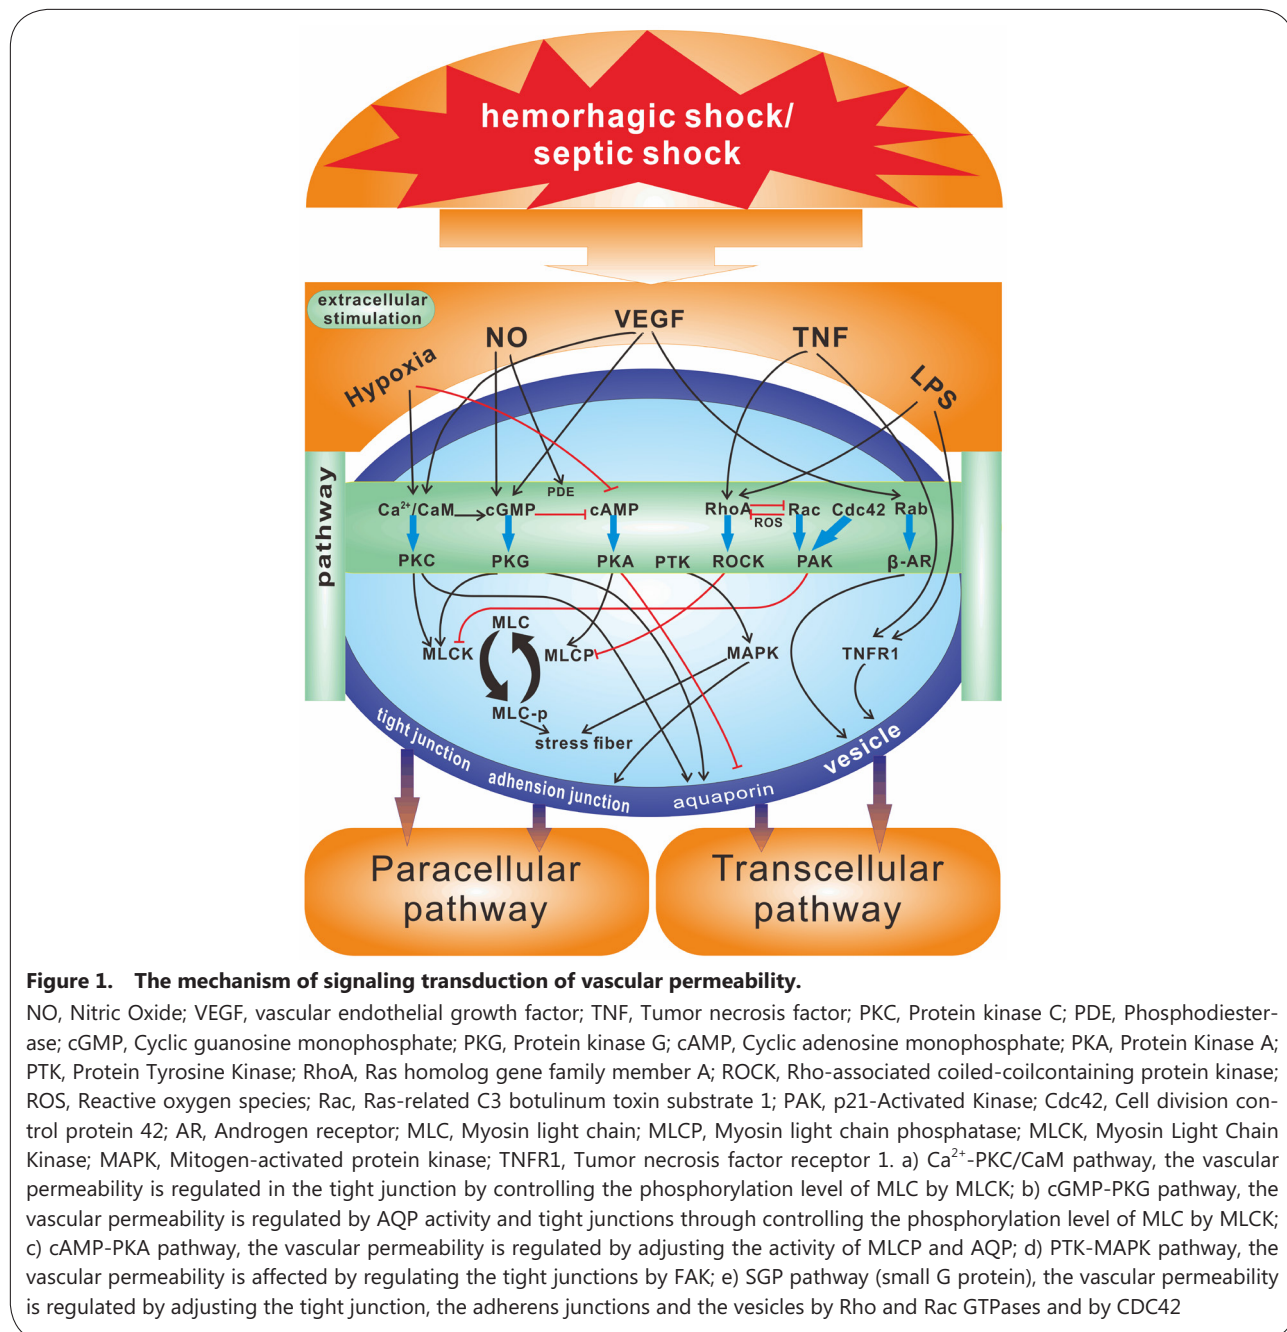 hemorhagic shock/
septic shock
extracellular
stimulation
VEGF
NO
TNF
Hypoxia
LPS
pathway
PDE
Ca²⁺/CaM
cGMP
cAMP
RhoA
ROS
Rac
Cdc42
Rab
PKC
PKG
PKA
PTK
ROCK
PAK
β-AR
MLC
MLCK
MLCP
MAPK
TNFR1
MLC-p
stress fiber
tight junction
adhension junction
aquaporin
vesicle
Paracellular
pathway
Transcellular
pathway
Figure 1. The mechanism of signaling transduction of vascular permeability.
NO, Nitric Oxide; VEGF, vascular endothelial growth factor; TNF, Tumor necrosis factor; PKC, Protein kinase C; PDE, Phosphodiester-
ase; cGMP, Cyclic guanosine monophosphate; PKG, Protein kinase G; cAMP, Cyclic adenosine monophosphate; PKA, Protein Kinase A;
PTK, Protein Tyrosine Kinase; RhoA, Ras homolog gene family member A; ROCK, Rho-associated coiled-coilcontaining protein kinase;
ROS, Reactive oxygen species; Rac, Ras-related C3 botulinum toxin substrate 1; PAK, p21-Activated Kinase; Cdc42, Cell division con-
trol protein 42; AR, Androgen receptor; MLC, Myosin light chain; MLCP, Myosin light chain phosphatase; MLCK, Myosin Light Chain
Kinase; MAPK, Mitogen-activated protein kinase; TNFR1, Tumor necrosis factor receptor 1. a) Ca²⁺-PKC/CaM pathway, the vascular
permeability is regulated in the tight junction by controlling the phosphorylation level of MLC by MLCK; b) cGMP-PKG pathway, the
vascular permeability is regulated by AQP activity and tight junctions through controlling the phosphorylation level of MLC by MLCK;
c) cAMP-PKA pathway, the vascular permeability is regulated by adjusting the activity of MLCP and AQP; d) PTK-MAPK pathway, the
vascular permeability is affected by regulating the tight junctions by FAK; e) SGP pathway (small G protein), the vascular permeability
is regulated by adjusting the tight junction, the adherens junctions and the vesicles by Rho and Rac GTPases and by CDC42